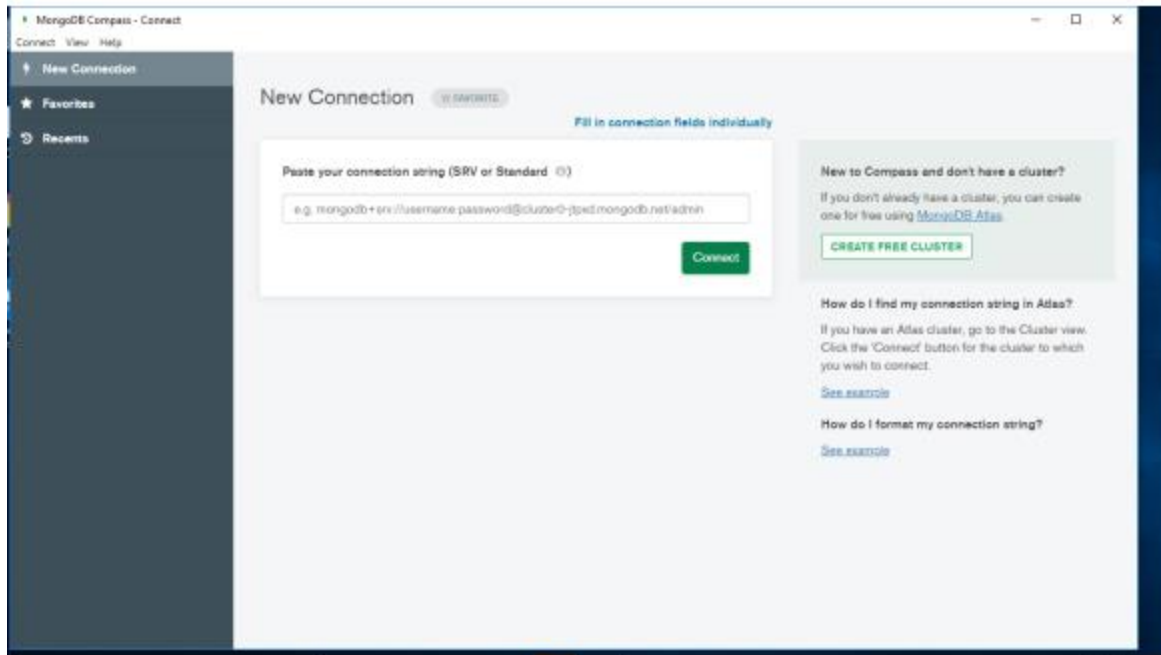 MongoDB Compass - Connect
Connect View Help
New Connection
Favorites
Recents
New Connection
FAVORITE
Fill in connection fields individually
Paste your connection string (SRV or Standard
)
e.g. mongodb+srv://username:password@cluster0-jtpxd.mongodb.net/admin
Connect
New to Compass and don't have a cluster?
If you don't already have a cluster, you can create
one for free using MongoDB Atlas
CREATE FREE CLUSTER
How do I find my connection string in Atlas?
If you have an Atlas cluster, go to the Cluster view.
Click the 'Connect' button for the cluster to which
you wish to connect.
See example
How do I format my connection string?
See example